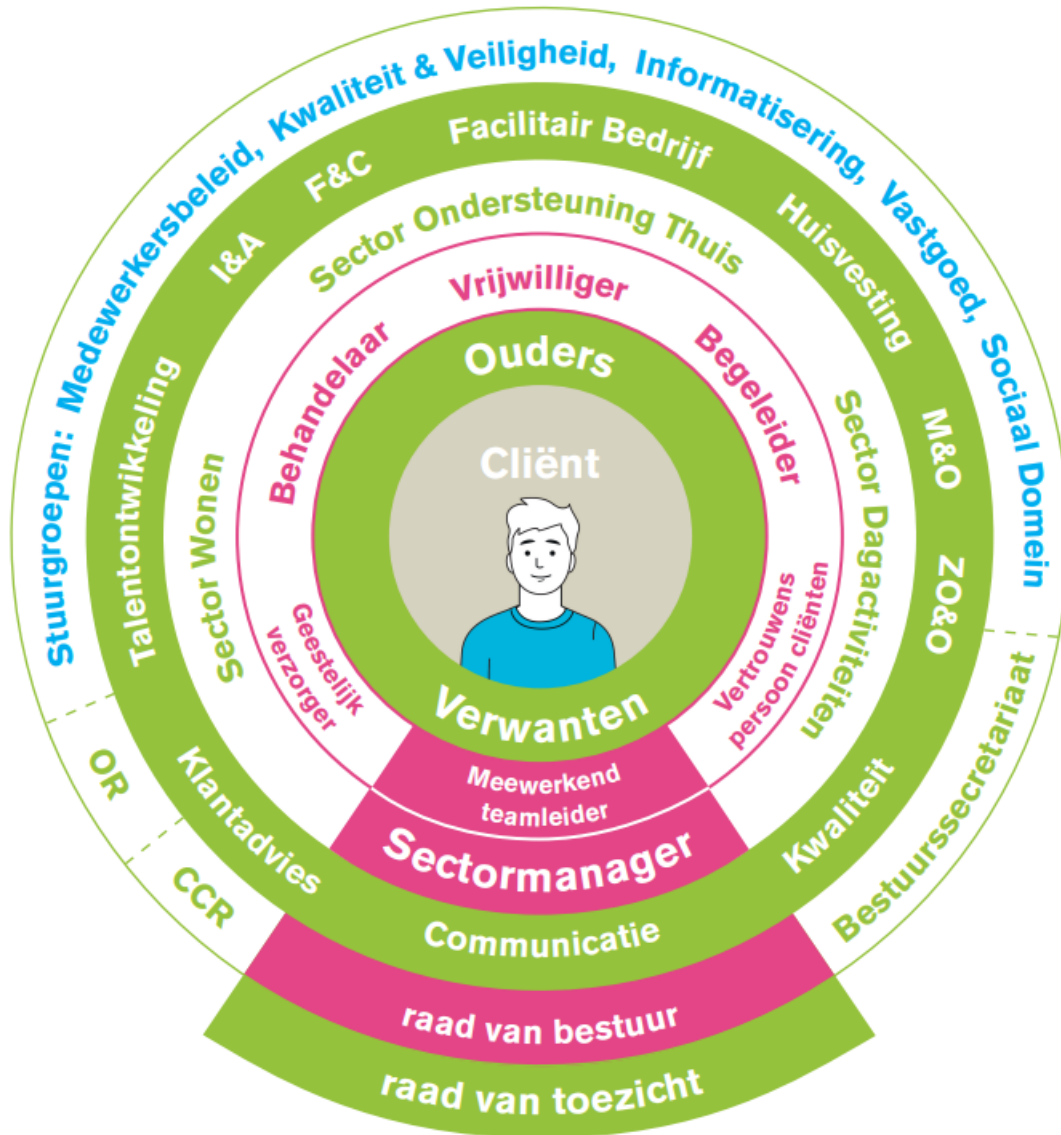 Stuurgroepen: Medewerkersbeleid, Kwaliteit & Veiligheid, Informatisering, Vastgoed, Sociaal Domein
Talentontwikkeling
I&A
F&C
Facilitair Bedrijf
Huisvesting
M&O
ZO&O
Sector Wonen
Sector Ondersteuning Thuis
Sector Dagactiviteiten
Behandelaar
Vrijwilliger
Begeleider
Ouders
Cliënt
Geestelijk
verzorger
Vertrouwens
persoon cliënten
Verwanten
Meewerkend
teamleider
Sectormanager
OR
CCR
Klantadvies
Communicatie
Kwaliteit
Bestuurssecretariaat
raad van bestuur
raad van toezicht